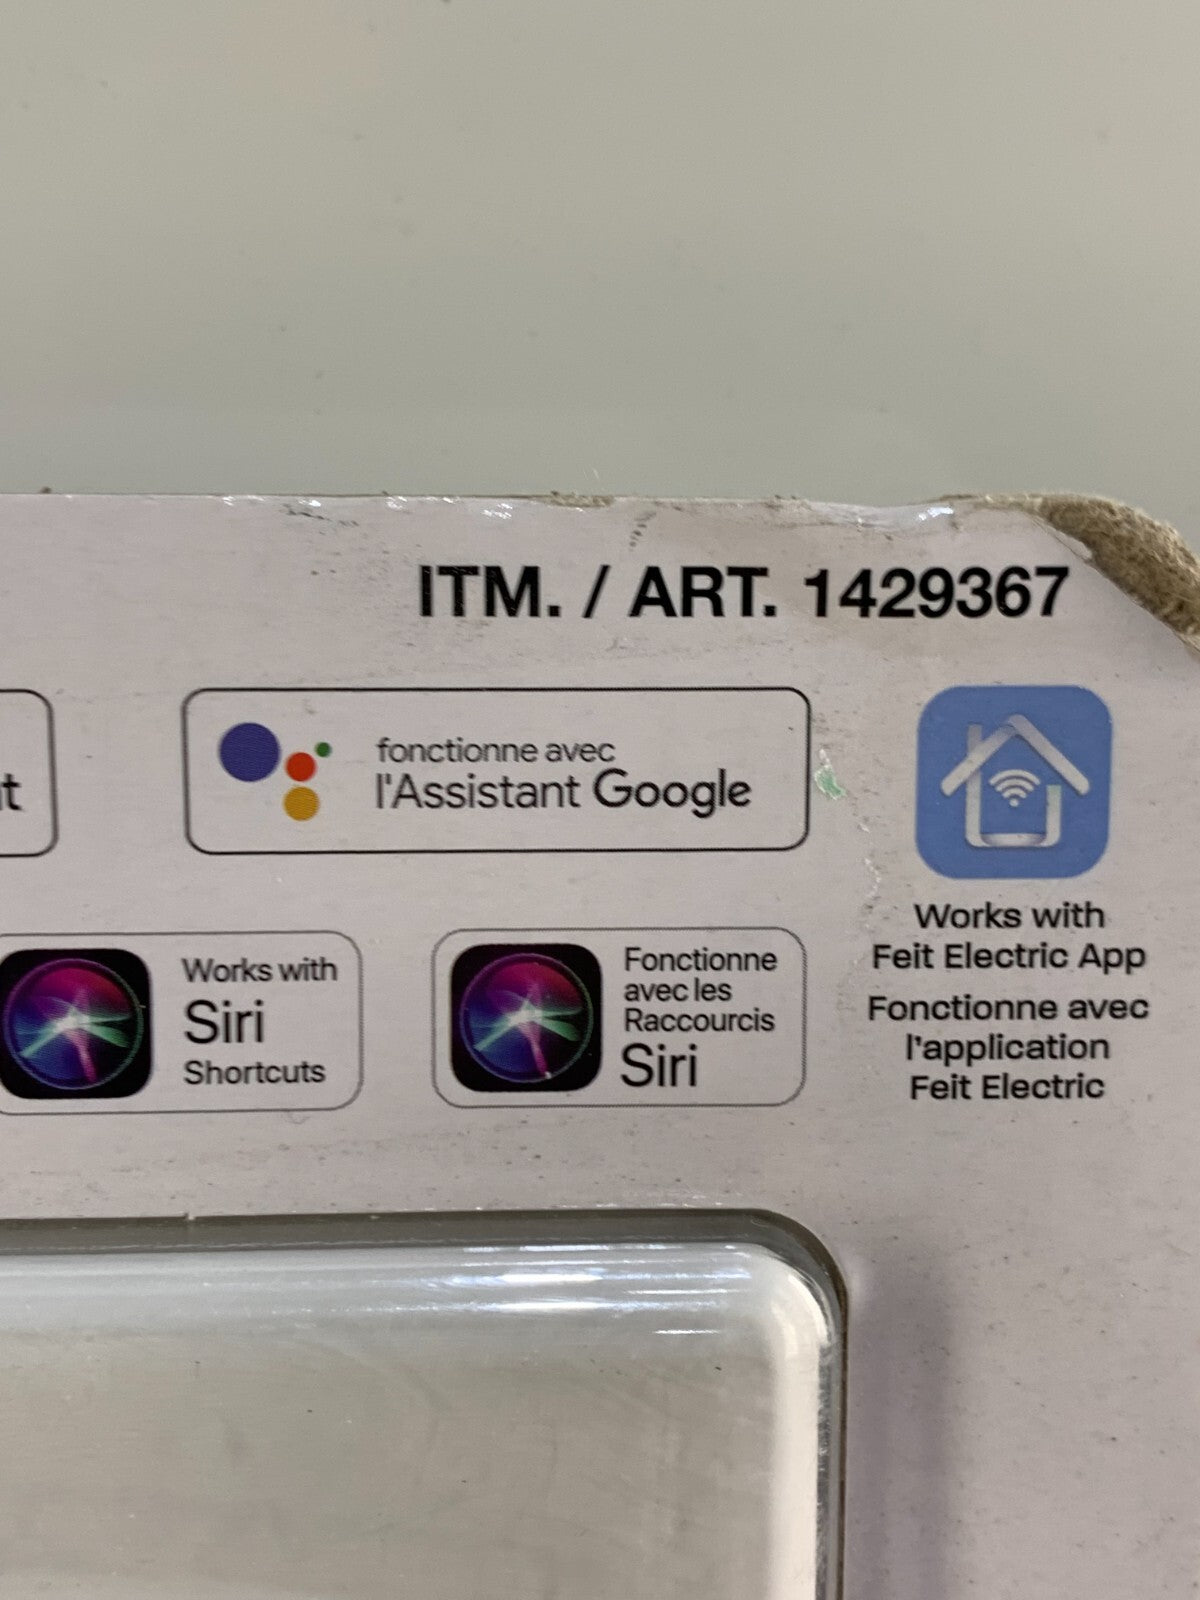 ITM. / ART. 1429367
fonctionne avec
l'Assistant Google
Works with
Siri
Shortcuts
Fonctionne
avec les
Raccourcis
Siri
Works with
Feit Electric App
Fonctionne avec
l'application
Feit Electric